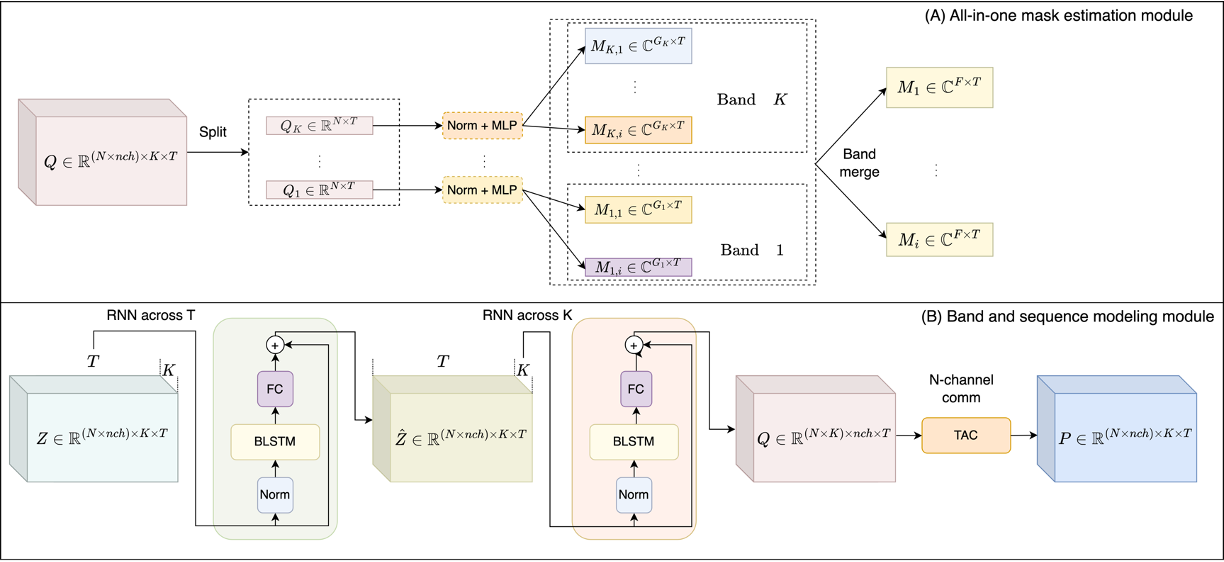 (A) All-in-one mask estimation module
$Q \in \mathbb{R}^{(N \times nch) \times K \times T}$
Split
$Q_K \in \mathbb{R}^{N \times T}$
⋮
$Q_1 \in \mathbb{R}^{N \times T}$
Norm + MLP
⋮
Norm + MLP
$M_{K,1} \in \mathbb{C}^{G_K \times T}$
⋮
Band K
$M_{K,i} \in \mathbb{C}^{G_K \times T}$
⋮
$M_{1,1} \in \mathbb{C}^{G_1 \times T}$
⋮
Band 1
$M_{1,i} \in \mathbb{C}^{G_1 \times T}$
Band
merge
$M_1 \in \mathbb{C}^{F \times T}$
⋮
$M_i \in \mathbb{C}^{F \times T}$
(B) Band and sequence modeling module
RNN across T
T
K
$Z \in \mathbb{R}^{(N \times nch) \times K \times T}$
+
FC
BLSTM
Norm
RNN across K
T
K
$\hat{Z} \in \mathbb{R}^{(N \times nch) \times K \times T}$
+
FC
BLSTM
Norm
$Q \in \mathbb{R}^{(N \times K) \times nch \times T}$
N-channel
comm
TAC
$P \in \mathbb{R}^{(N \times nch) \times K \times T}$